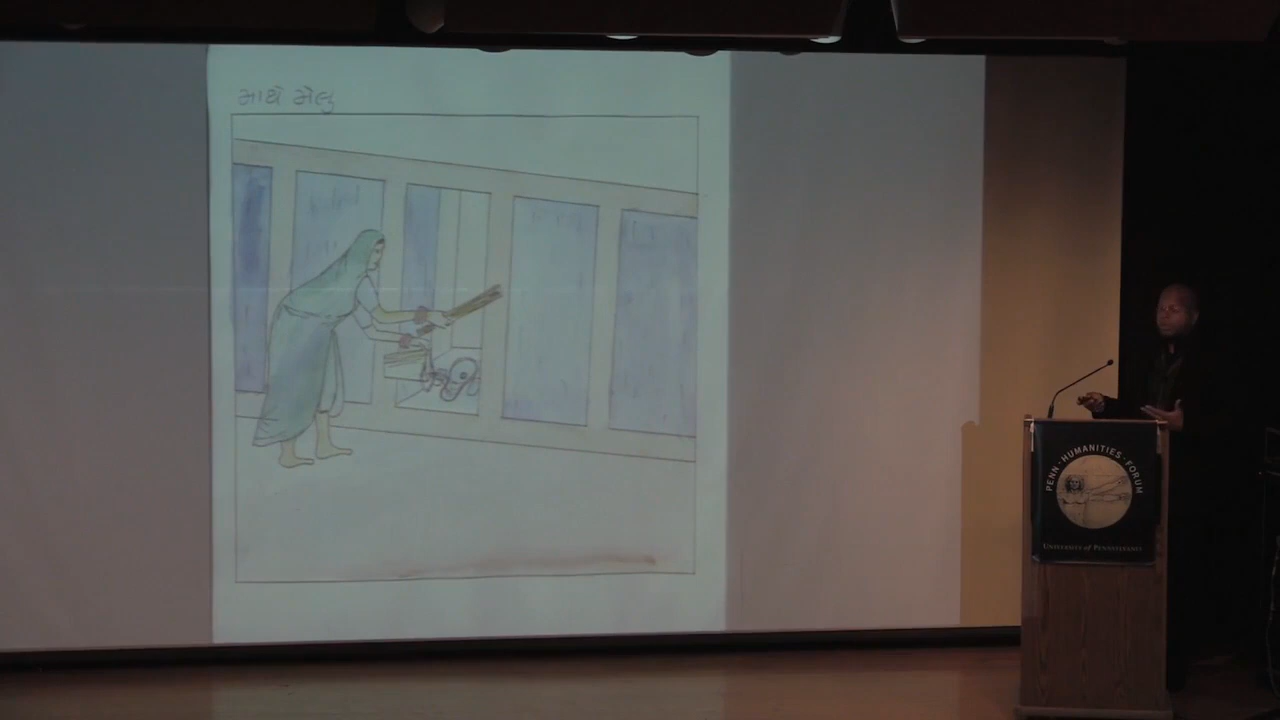 માથે મેલુ
PENN · HUMANITIES · FORUM
UNIVERSITY of PENNSYLVANIA